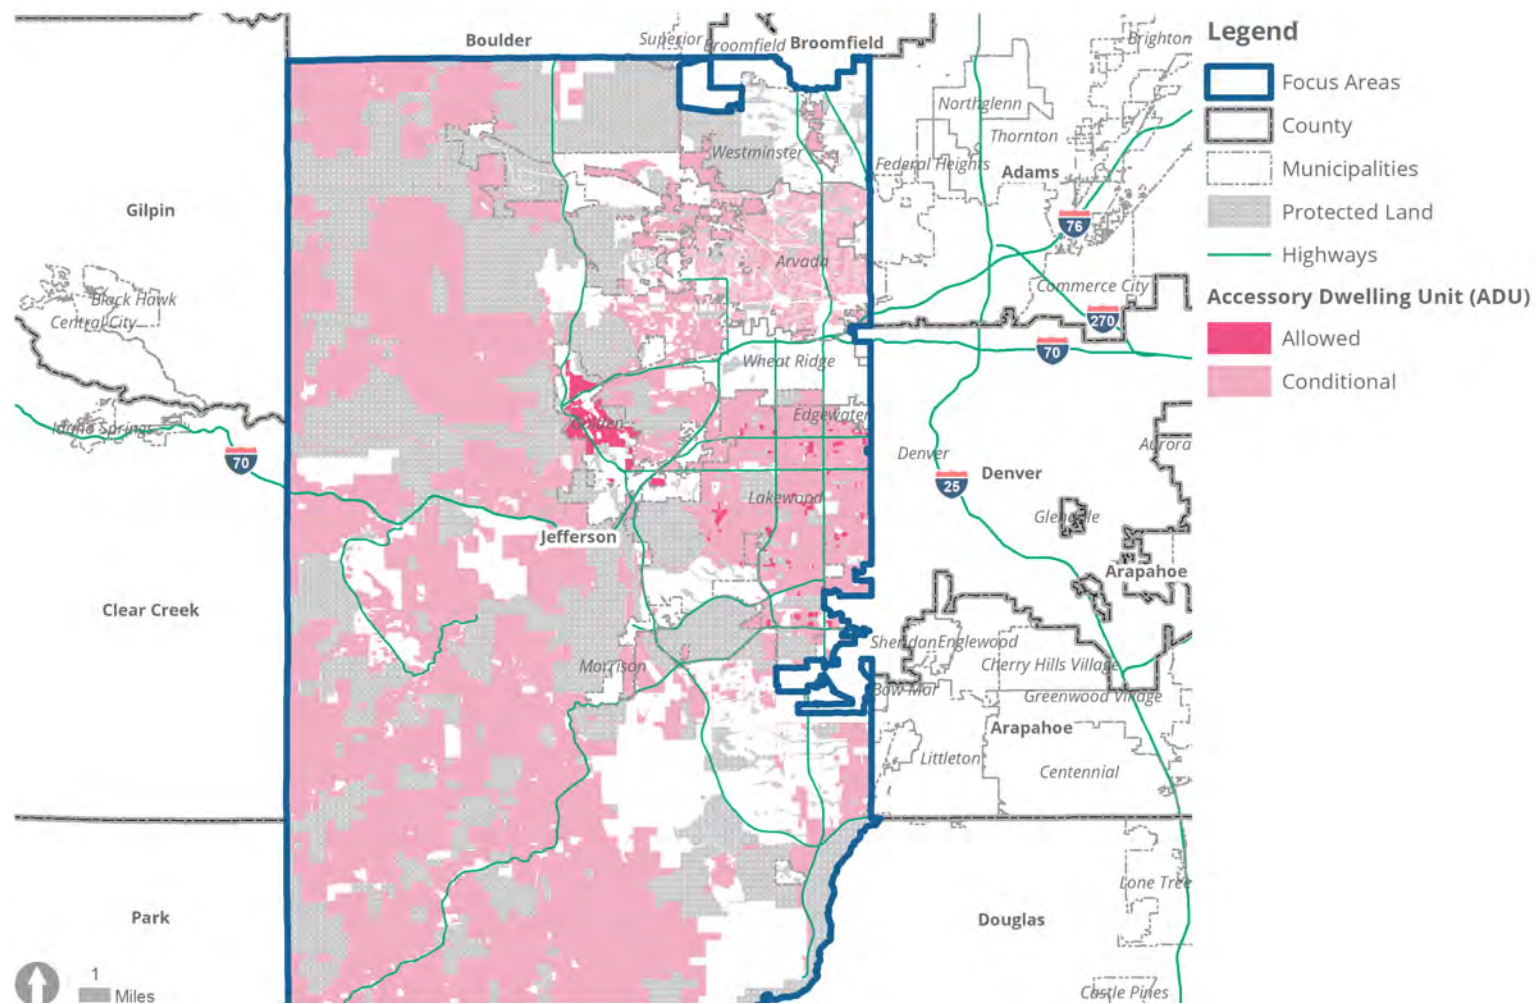 Boulder
Superior
Broomfield
Broomfield
Brighton
Northglenn
Thornton
Westminster
Federal Heights
Adams
Gilpin
76
Arvada
Black Hawk
Central City
Commerce City
270
70
Wheat Ridge
Edgewater
Golden
Idaho Springs
70
Denver
Denver
Aurora
25
Lakewood
Glendale
Jefferson
Arapahoe
Clear Creek
Sheridan
Englewood
Morrison
Cherry Hills Village
Bow Mar
Greenwood Village
Arapahoe
Littleton
Centennial
Lone Tree
Park
Douglas
Castle Pines
1
Miles
Legend
Focus Areas
County
Municipalities
Protected Land
Highways
Accessory Dwelling Unit (ADU)
Allowed
Conditional